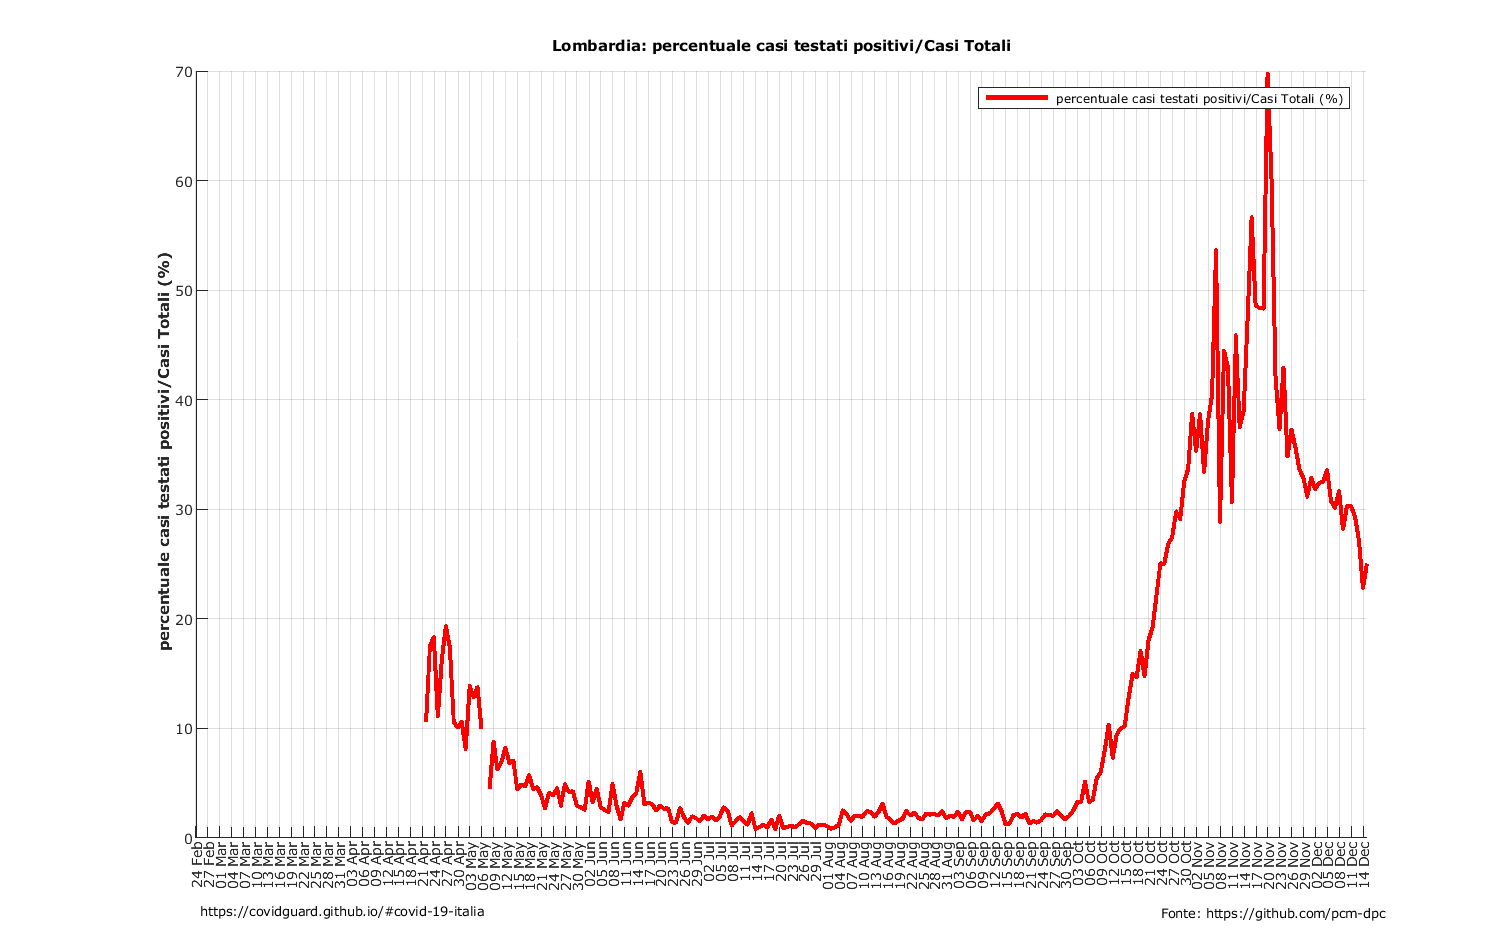 Lombardia: percentuale casi testati positivi/Casi Totali
percentuale casi testati positivi/Casi Totali (%)
percentuale casi testati positivi/Casi Totali (%)
70
60
50
40
30
20
10
0
24 Feb
27 Feb
01 Mar
04 Mar
07 Mar
10 Mar
13 Mar
16 Mar
19 Mar
22 Mar
25 Mar
28 Mar
31 Mar
03 Apr
06 Apr
09 Apr
12 Apr
15 Apr
18 Apr
21 Apr
24 Apr
27 Apr
30 Apr
03 May
06 May
09 May
12 May
15 May
18 May
21 May
24 May
27 May
30 May
02 Jun
05 Jun
08 Jun
11 Jun
14 Jun
17 Jun
20 Jun
23 Jun
26 Jun
29 Jun
02 Jul
05 Jul
08 Jul
11 Jul
14 Jul
17 Jul
20 Jul
23 Jul
26 Jul
29 Jul
01 Aug
04 Aug
07 Aug
10 Aug
13 Aug
16 Aug
19 Aug
22 Aug
25 Aug
28 Aug
31 Aug
03 Sep
06 Sep
09 Sep
12 Sep
15 Sep
18 Sep
21 Sep
24 Sep
27 Sep
30 Sep
03 Oct
06 Oct
09 Oct
12 Oct
15 Oct
18 Oct
21 Oct
24 Oct
27 Oct
30 Oct
02 Nov
05 Nov
08 Nov
11 Nov
14 Nov
17 Nov
20 Nov
23 Nov
26 Nov
29 Nov
02 Dec
05 Dec
08 Dec
11 Dec
14 Dec
https://covidguard.github.io/#covid-19-italia
Fonte: https://github.com/pcm-dpc